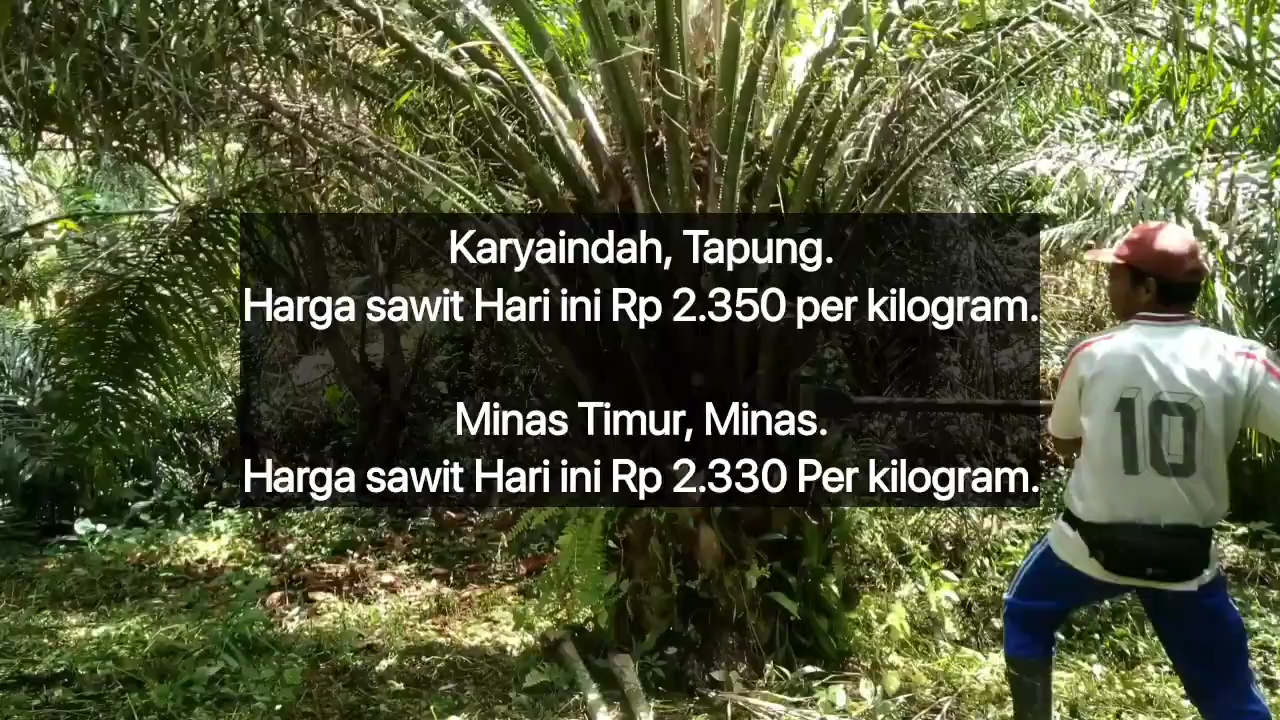 Karyaindah, Tapung.
Harga sawit Hari ini Rp 2.350 per kilogram.
Minas Timur, Minas.
Harga sawit Hari ini Rp 2.330 Per kilogram.
10